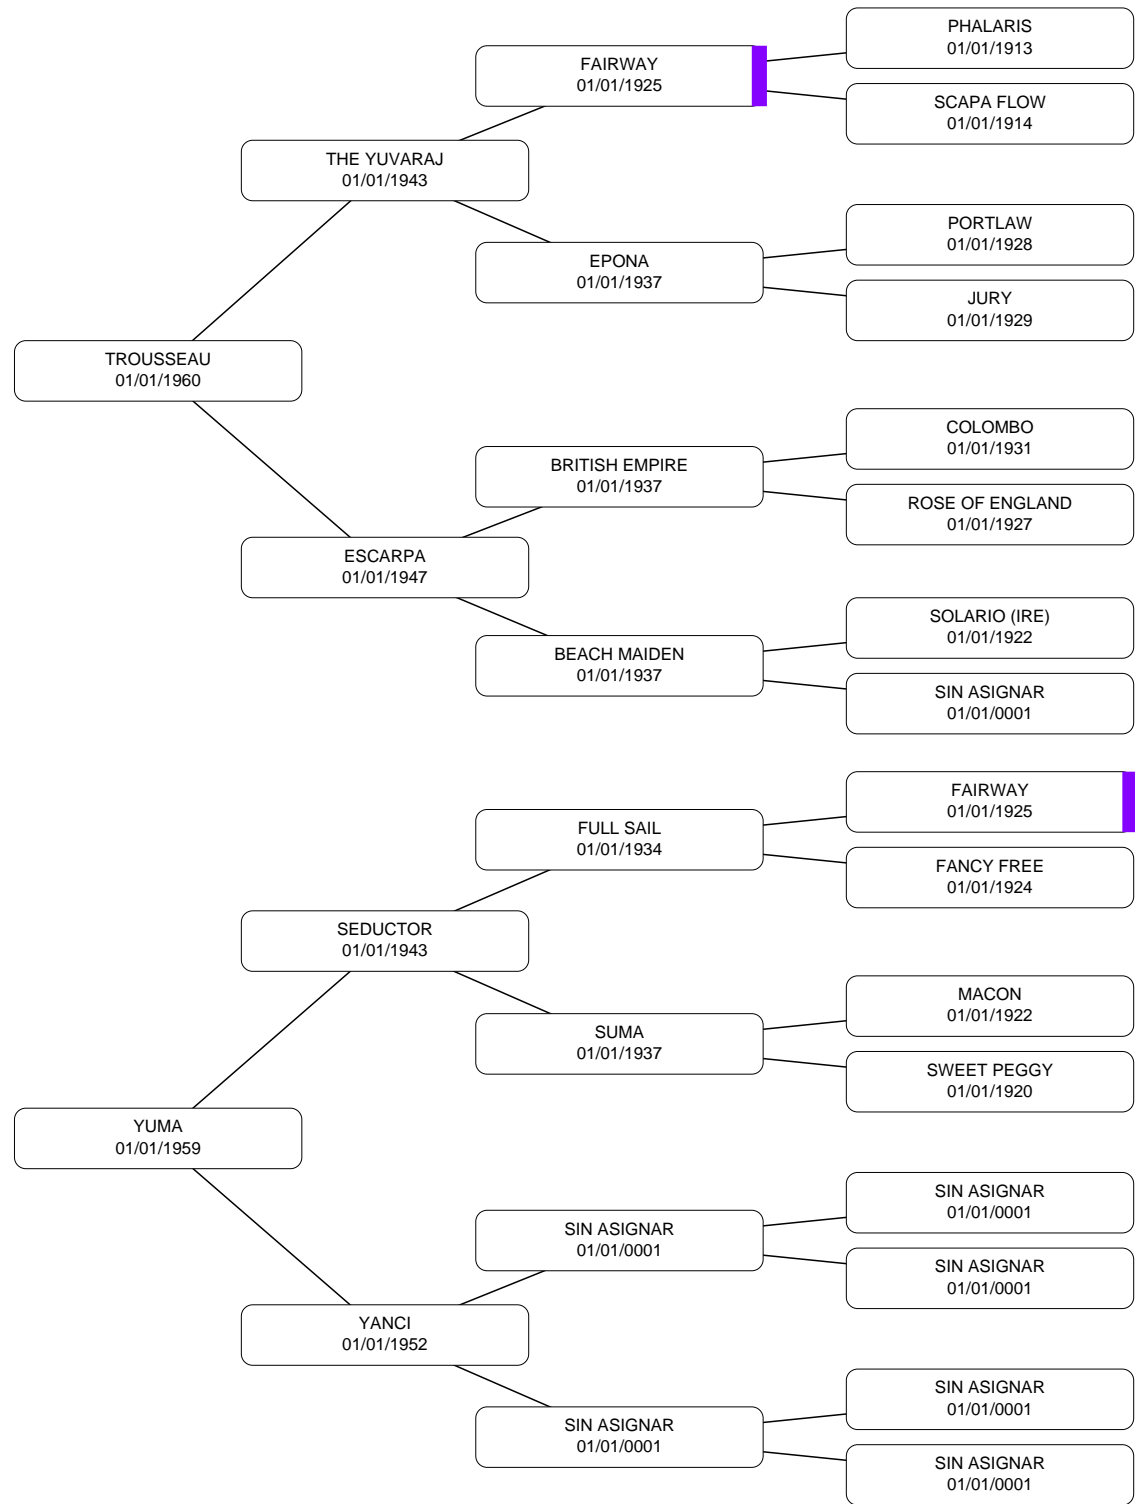 PHALARIS
01/01/1913
FAIRWAY
01/01/1925
SCAPA FLOW
01/01/1914
THE YUVARAJ
01/01/1943
PORTLAW
01/01/1928
EPONA
01/01/1937
JURY
01/01/1929
TROUSSEAU
01/01/1960
COLOMBO
01/01/1931
BRITISH EMPIRE
01/01/1937
ROSE OF ENGLAND
01/01/1927
ESCARPA
01/01/1947
SOLARIO (IRE)
01/01/1922
BEACH MAIDEN
01/01/1937
SIN ASIGNAR
01/01/0001
FAIRWAY
01/01/1925
FULL SAIL
01/01/1934
FANCY FREE
01/01/1924
SEDUCTOR
01/01/1943
MACON
01/01/1922
SUMA
01/01/1937
SWEET PEGGY
01/01/1920
YUMA
01/01/1959
SIN ASIGNAR
01/01/0001
SIN ASIGNAR
01/01/0001
SIN ASIGNAR
01/01/0001
YANCI
01/01/1952
SIN ASIGNAR
01/01/0001
SIN ASIGNAR
01/01/0001
SIN ASIGNAR
01/01/0001